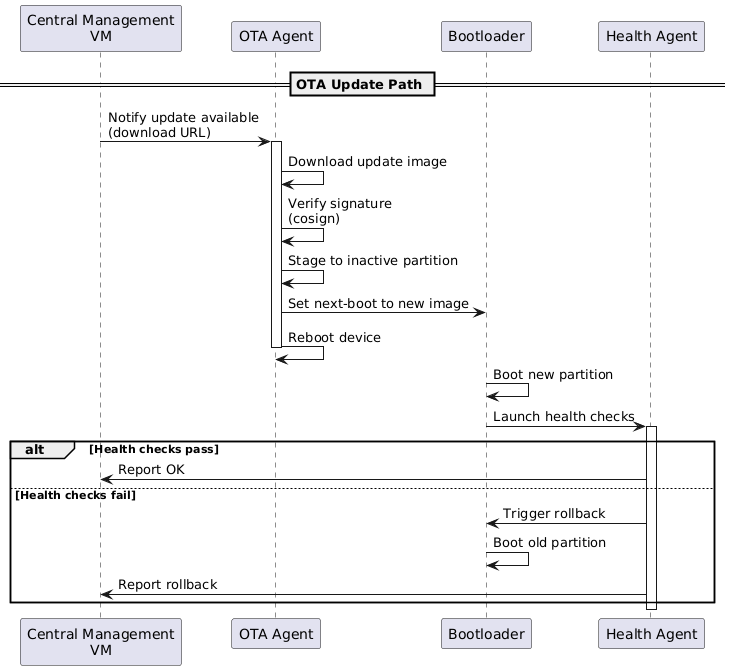 Central Management
VM
OTA Agent
Bootloader
Health Agent
OTA Update Path
Notify update available
(download URL)
Download update image
Verify signature
(cosign)
Stage to inactive partition
Set next-boot to new image
Reboot device
Boot new partition
Launch health checks
alt
[Health checks pass]
Report OK
[Health checks fail]
Trigger rollback
Boot old partition
Report rollback
Central Management
VM
OTA Agent
Bootloader
Health Agent